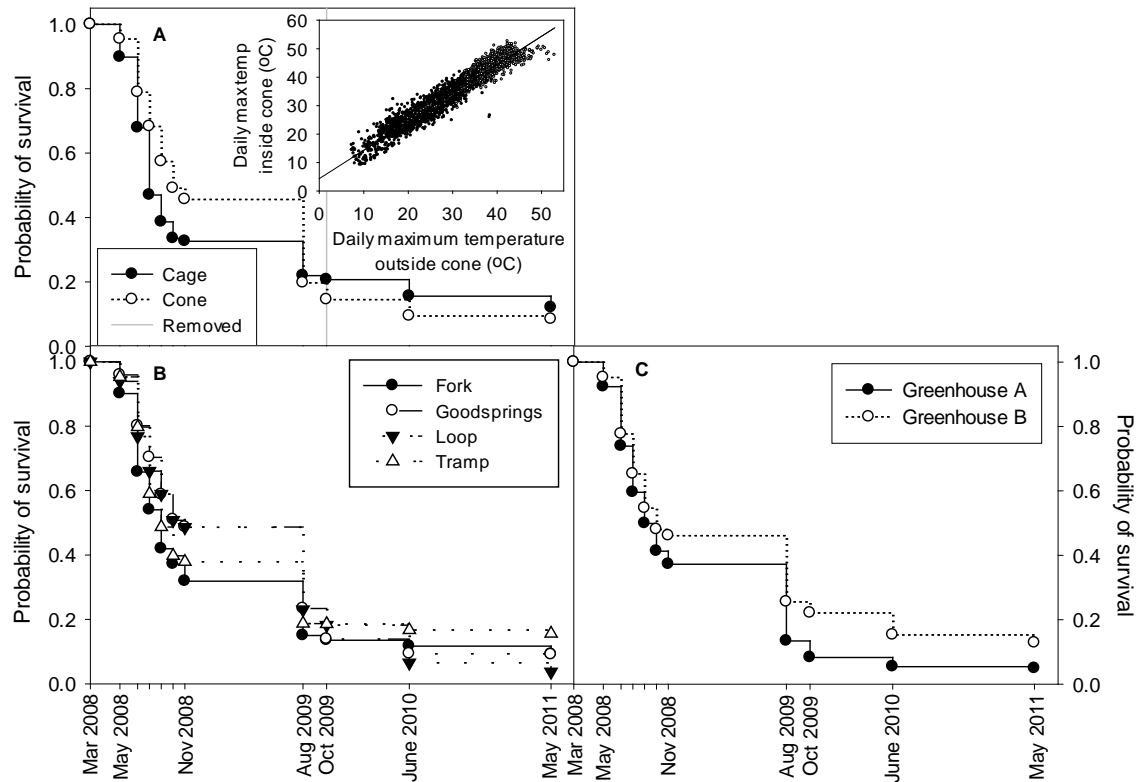 A
1.0
0.8
0.6
0.4
0.2
0.0
Probability of survival
Cage
Cone
Removed
60
50
40
30
20
10
0
Daily max temp
inside cone (ºC)
0 10 20 30 40 50
Daily maximum temperature
outside cone (ºC)
B
1.0
0.8
0.6
0.4
0.2
0.0
Probability of survival
Fork
Goodsprings
Loop
Tramp
Mar 2008
May 2008
Nov 2008
Aug 2009
Oct 2009
June 2010
May 2011
C
Greenhouse A
Greenhouse B
1.0
0.8
0.6
0.4
0.2
0.0
Probability of survival
Mar 2008
May 2008
Nov 2008
Aug 2009
Oct 2009
June 2010
May 2011